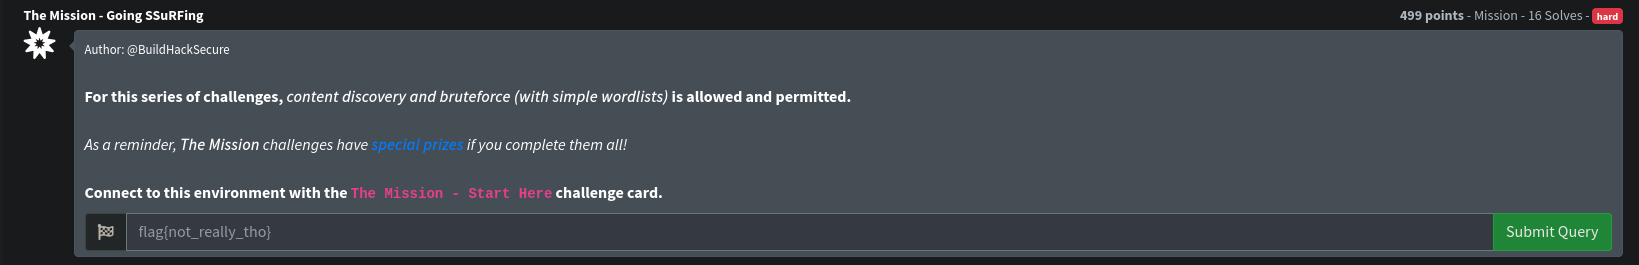 The Mission - Going SSuRFing
499 points - Mission - 16 Solves - hard
Author: @BuildHackSecure
For this series of challenges, content discovery and bruteforce (with simple wordlists) is allowed and permitted.
As a reminder, The Mission challenges have special prizes if you complete them all!
Connect to this environment with the The Mission - Start Here challenge card.
flag{not_really_tho}
Submit Query